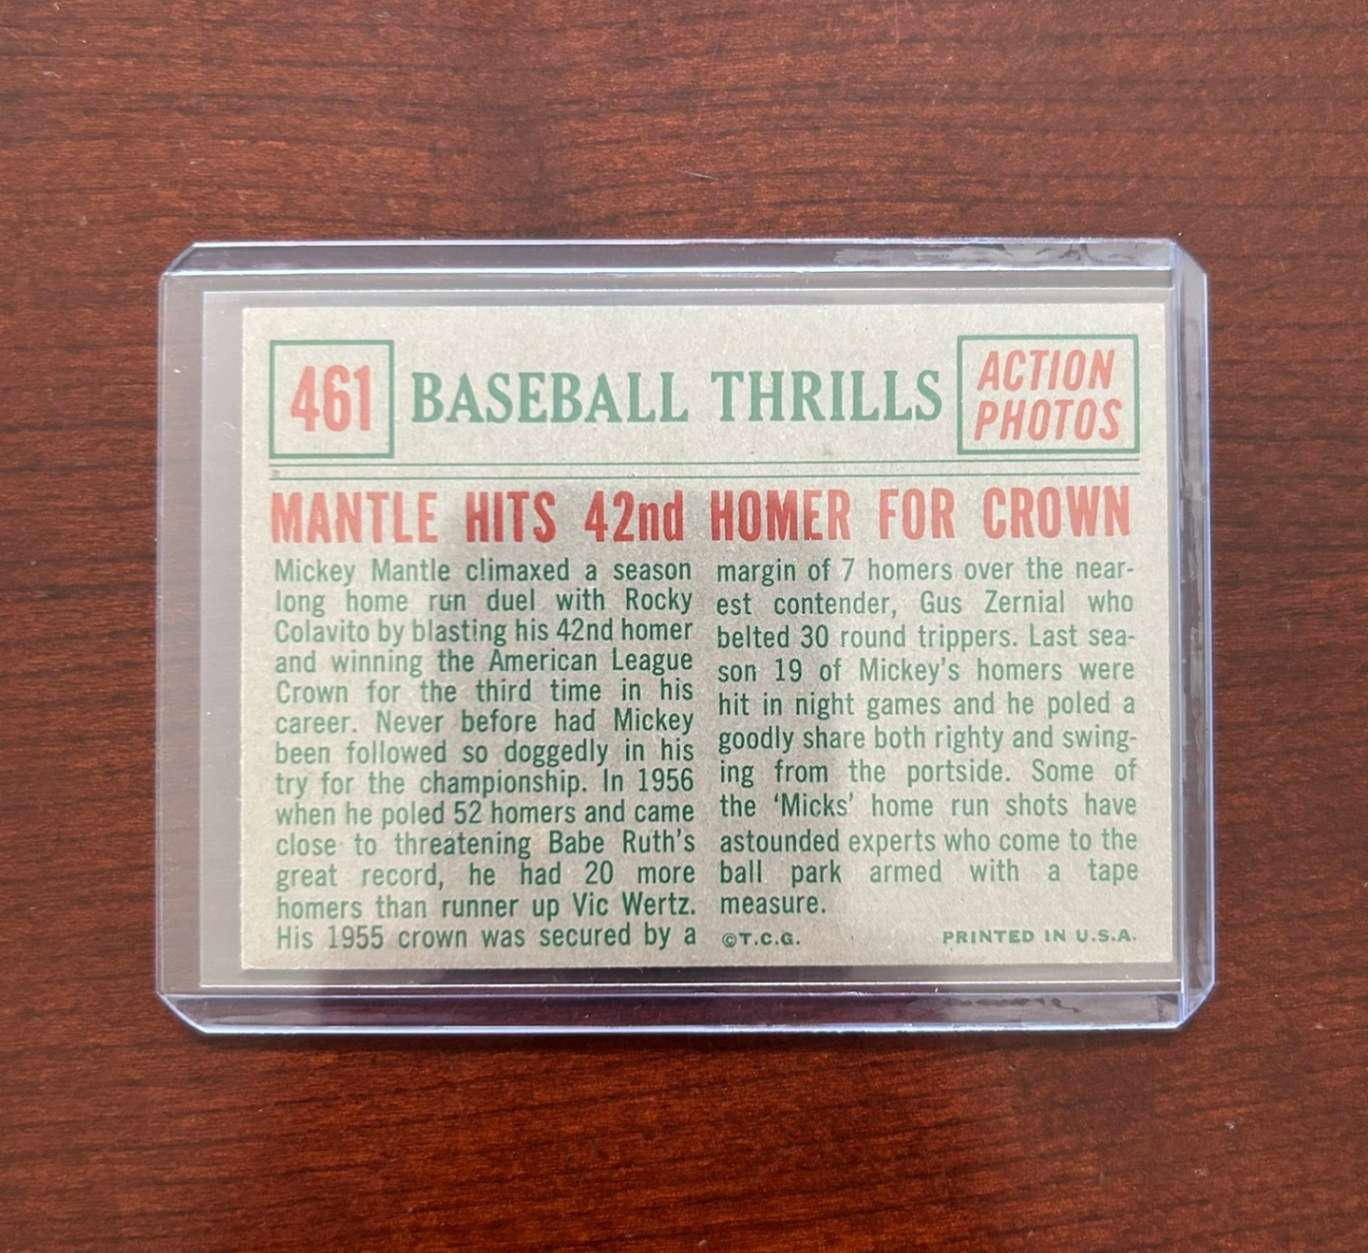 461
BASEBALL THRILLS
ACTION
PHOTOS
MANTLE HITS 42nd HOMER FOR CROWN
Mickey Mantle climaxed a season
long home run duel with Rocky
Colavito by blasting his 42nd homer
and winning the American League
Crown for the third time in his
career. Never before had Mickey
been followed so doggedly in his
try for the championship. In 1956
when he poled 52 homers and came
close to threatening Babe Ruth's
great record, he had 20 more
homers than runner up Vic Wertz.
His 1955 crown was secured by a
margin of 7 homers over the near-
est contender, Gus Zernial who
belted 30 round trippers. Last sea-
son 19 of Mickey's homers were
hit in night games and he poled a
goodly share both righty and swing-
ing from the portside. Some of
the 'Micks' home run shots have
astounded experts who come to the
ball park armed with a tape
measure.
©T.C.G.
PRINTED IN U.S.A.